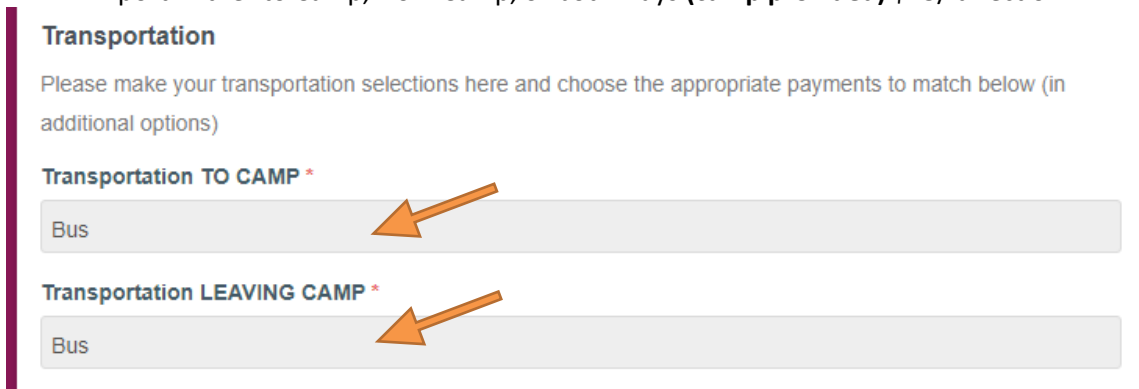 Transportation
Please make your transportation selections here and choose the appropriate payments to match below (in
additional options)
Transportation TO CAMP *
Bus
Transportation LEAVING CAMP *
Bus